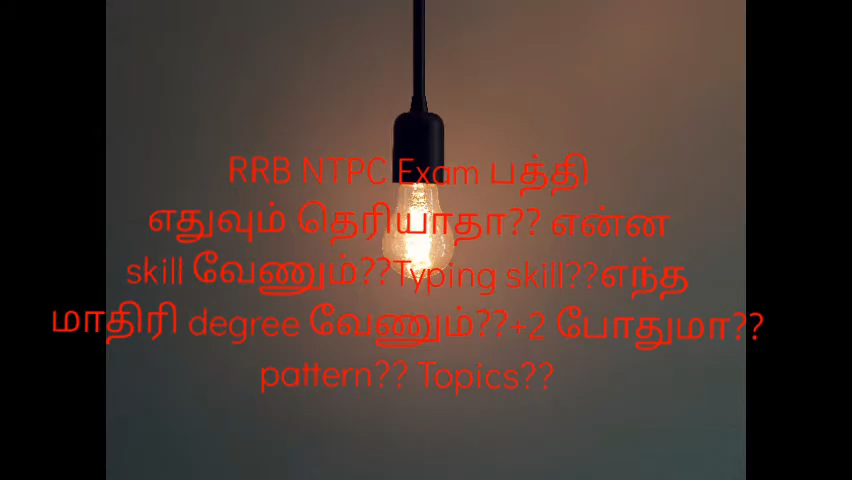 RRB NTPC Exam பத்தி
எதுவும் தெரியாதா?? என்ன
skill வேணும்??Typing skill??எந்த
மாதிரி degree வேணும்??+2 போதுமா??
pattern?? Topics??